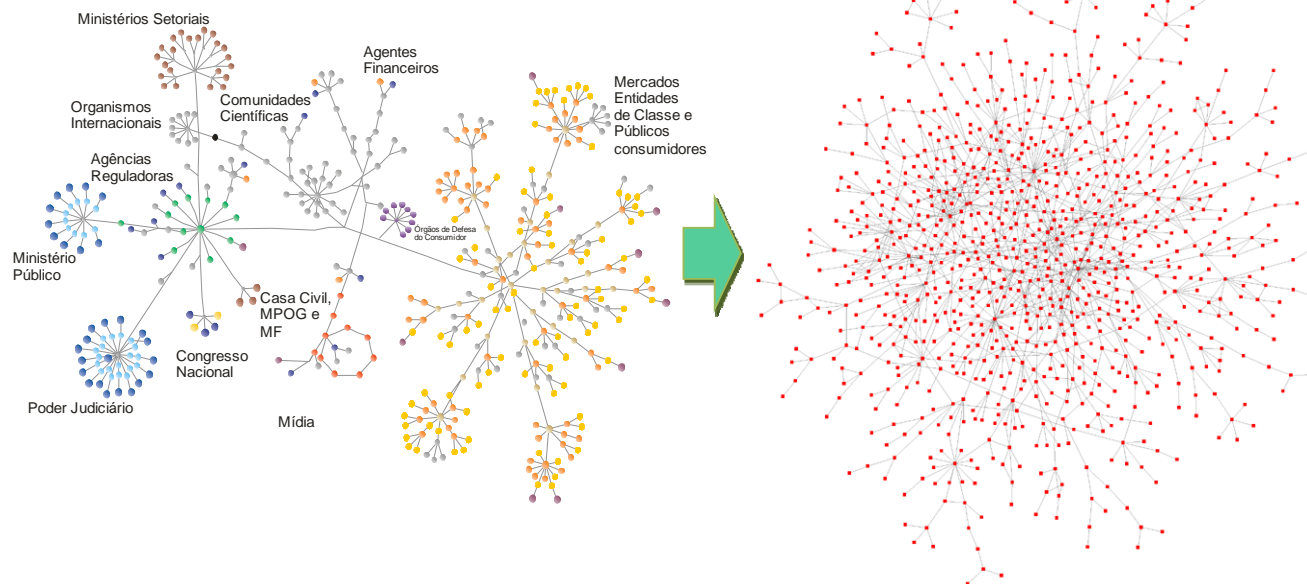 Ministérios Setoriais
Agentes
Financeiros
Mercados
Entidades
de Classe e
Públicos
consumidores
Organismos
Internacionais
Comunidades
Científicas
Agências
Reguladoras
Órgãos de Defesa
do Consumidor
Ministério
Público
Casa Civil,
MPOG e
MF
Congresso
Nacional
Poder Judiciário
Mídia